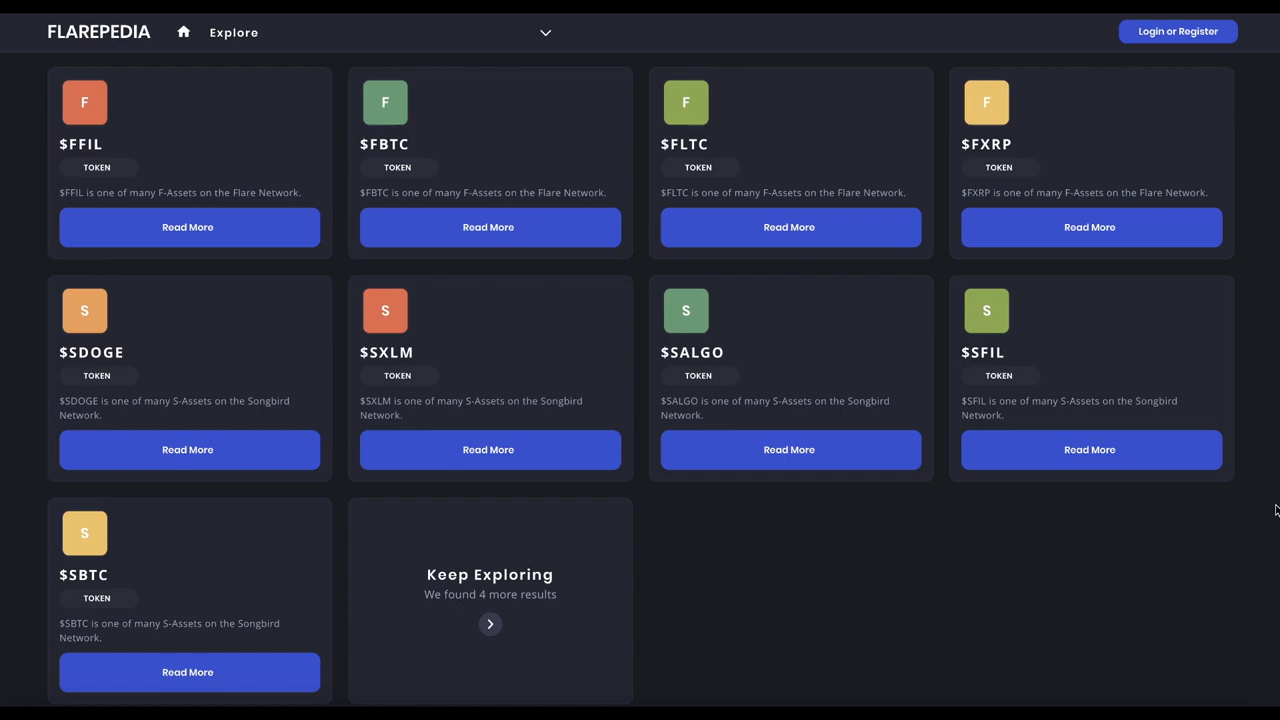 FLAREPEDIA
Explore
Login or Register
F
$FFIL
TOKEN
$FFIL is one of many F-Assets on the Flare Network.
Read More
F
$FBTC
TOKEN
$FBTC is one of many F-Assets on the Flare Network.
Read More
F
$FLTC
TOKEN
$FLTC is one of many F-Assets on the Flare Network.
Read More
F
$FXRP
TOKEN
$FXRP is one of many F-Assets on the Flare Network.
Read More
S
$SDOGE
TOKEN
$SDOGE is one of many S-Assets on the Songbird
Network.
Read More
S
$SXLM
TOKEN
$SXLM is one of many S-Assets on the Songbird
Network.
Read More
S
$SALGO
TOKEN
$SALGO is one of many S-Assets on the Songbird
Network.
Read More
S
$SFIL
TOKEN
$SFIL is one of many S-Assets on the Songbird
Network.
Read More
S
$SBTC
TOKEN
$SBTC is one of many S-Assets on the Songbird
Network.
Read More
Keep Exploring
We found 4 more results